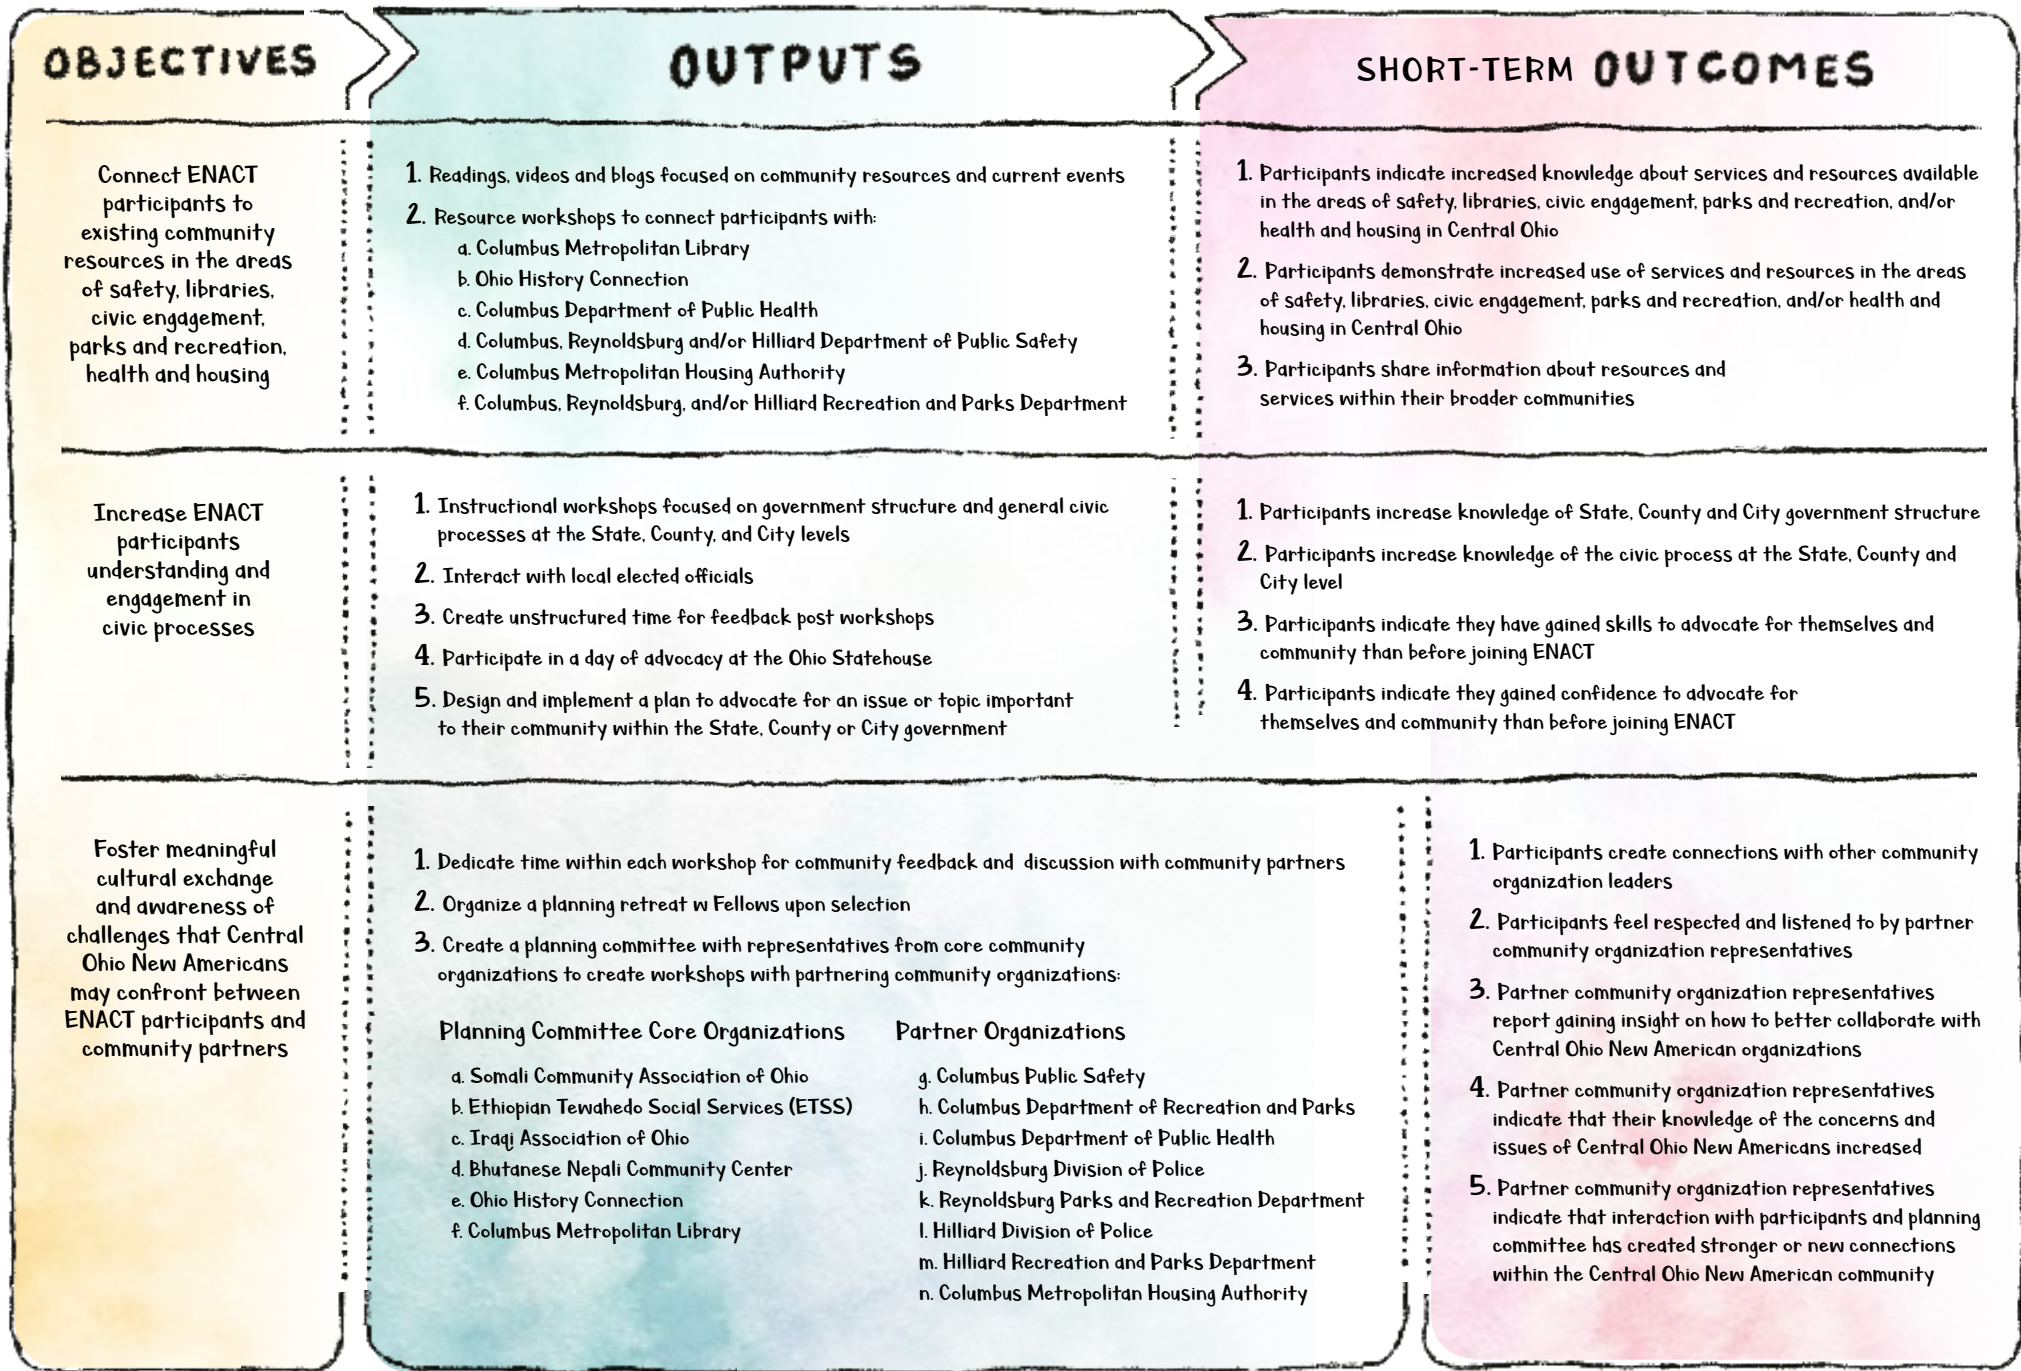 OBJECTIVES
OUTPUTS
SHORT-TERM OUTCOMES
Connect ENACT
participants to
existing community
resources in the areas
of safety, libraries,
civic engagement,
parks and recreation,
health and housing
1. Readings, videos and blogs focused on community resources and current events
2. Resource workshops to connect participants with:
a. Columbus Metropolitan Library
b. Ohio History Connection
c. Columbus Department of Public Health
d. Columbus, Reynoldsburg and/or Hilliard Department of Public Safety
e. Columbus Metropolitan Housing Authority
f. Columbus, Reynoldsburg, and/or Hilliard Recreation and Parks Department
1. Participants indicate increased knowledge about services and resources available
in the areas of safety, libraries, civic engagement, parks and recreation, and/or
health and housing in Central Ohio
2. Participants demonstrate increased use of services and resources in the areas
of safety, libraries, civic engagement, parks and recreation, and/or health and
housing in Central Ohio
3. Participants share information about resources and
services within their broader communities
Increase ENACT
participants
understanding and
engagement in
civic processes
1. Instructional workshops focused on government structure and general civic
processes at the State, County, and City levels
2. Interact with local elected officials
3. Create unstructured time for feedback post workshops
4. Participate in a day of advocacy at the Ohio Statehouse
5. Design and implement a plan to advocate for an issue or topic important
to their community within the State, County or City government
1. Participants increase knowledge of State, County and City government structure
2. Participants increase knowledge of the civic process at the State, County and
City level
3. Participants indicate they have gained skills to advocate for themselves and
community than before joining ENACT
4. Participants indicate they gained confidence to advocate for
themselves and community than before joining ENACT
Foster meaningful
cultural exchange
and awareness of
challenges that Central
Ohio New Americans
may confront between
ENACT participants and
community partners
1. Dedicate time within each workshop for community feedback and discussion with community partners
2. Organize a planning retreat w Fellows upon selection
3. Create a planning committee with representatives from core community
organizations to create workshops with partnering community organizations:
Planning Committee Core Organizations
a. Somali Community Association of Ohio
b. Ethiopian Tewahedo Social Services (ETSS)
c. Iraqi Association of Ohio
d. Bhutanese Nepali Community Center
e. Ohio History Connection
f. Columbus Metropolitan Library
Partner Organizations
g. Columbus Public Safety
h. Columbus Department of Recreation and Parks
i. Columbus Department of Public Health
j. Reynoldsburg Division of Police
k. Reynoldsburg Parks and Recreation Department
l. Hilliard Division of Police
m. Hilliard Recreation and Parks Department
n. Columbus Metropolitan Housing Authority
1. Participants create connections with other community
organization leaders
2. Participants feel respected and listened to by partner
community organization representatives
3. Partner community organization representatives
report gaining insight on how to better collaborate with
Central Ohio New American organizations
4. Partner community organization representatives
indicate that their knowledge of the concerns and
issues of Central Ohio New Americans increased
5. Partner community organization representatives
indicate that interaction with participants and planning
committee has created stronger or new connections
within the Central Ohio New American community